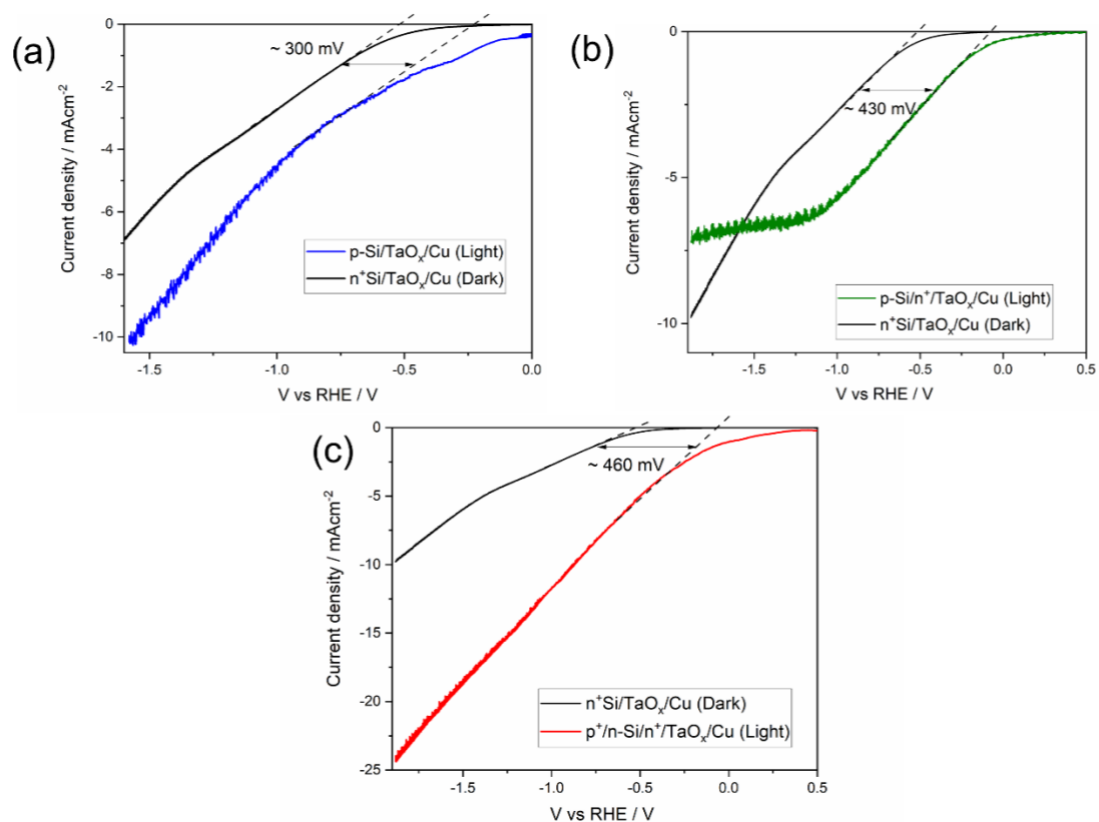 (a)
~ 300 mV
0
-2
-4
-6
-8
-10
Current density / mAcm⁻²
p-Si/TaOₓ/Cu (Light)
n⁺Si/TaOₓ/Cu (Dark)
-1.5
-1.0
-0.5
0.0
V vs RHE / V
(b)
~ 430 mV
0
-5
-10
Current density / mAcm⁻²
p-Si/n⁺/TaOₓ/Cu (Light)
n⁺Si/TaOₓ/Cu (Dark)
-1.5
-1.0
-0.5
0.0
0.5
V vs RHE / V
(c)
~ 460 mV
0
-5
-10
-15
-20
-25
Current density / mAcm⁻²
n⁺Si/TaOₓ/Cu (Dark)
p⁺/n-Si/n⁺/TaOₓ/Cu (Light)
-1.5
-1.0
-0.5
0.0
0.5
V vs RHE / V